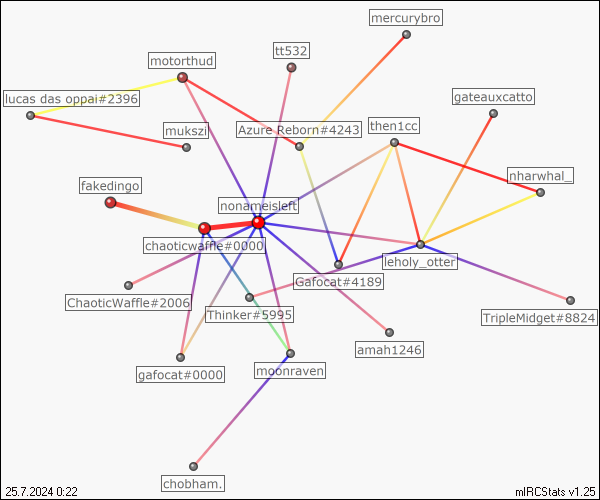 mercurybro
tt532
motorthud
lucas das oppai#2396
gateauxcatto
mukszi
Azure Reborn#4243
then1cc
nharwhal_
fakedingo
nonameisleft
chaoticwaffle#0000
leholy_otter
Gafocat#4189
ChaoticWaffle#2006
Thinker#5995
TripleMidget#8824
amah1246
gafocat#0000
moonraven
chobham.
25.7.2024 0:22
mIRCStats v1.25